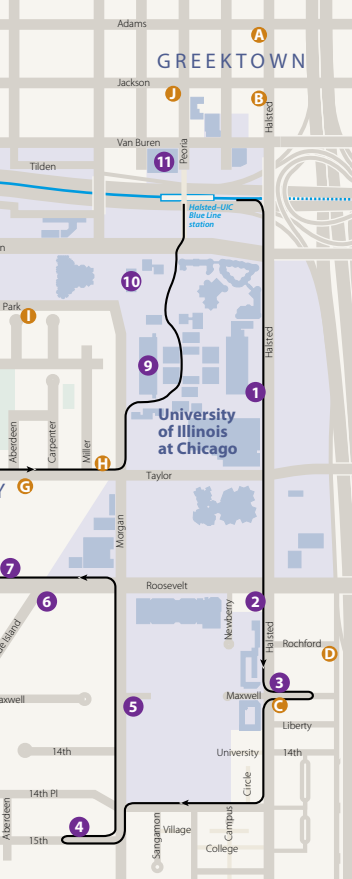 Adams
A
GREEKTOWN
Jackson
J
B
Halsted
Van Buren
Peoria
11
Tilden
Halsted–UIC
Blue Line
station
n
10
Park
I
Halsted
9
1
University
of Illinois
at Chicago
Aberdeen
Carpenter
Miller
H
Taylor
G
Y
Morgan
7
Roosevelt
6
2
Newberry
Halsted
Rochford
D
ue Island
3
axwell
Maxwell
C
5
Liberty
14th
University
14th
Circle
14th Pl
Aberdeen
4
Sangamon
Village
Campus
15th
College